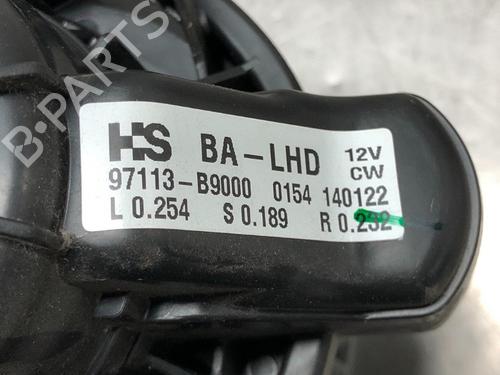 HS BA-LHD 12V
CW
97113-B9000 0154 140122
L 0.254 S 0.189 R 0.232
B-PARTS